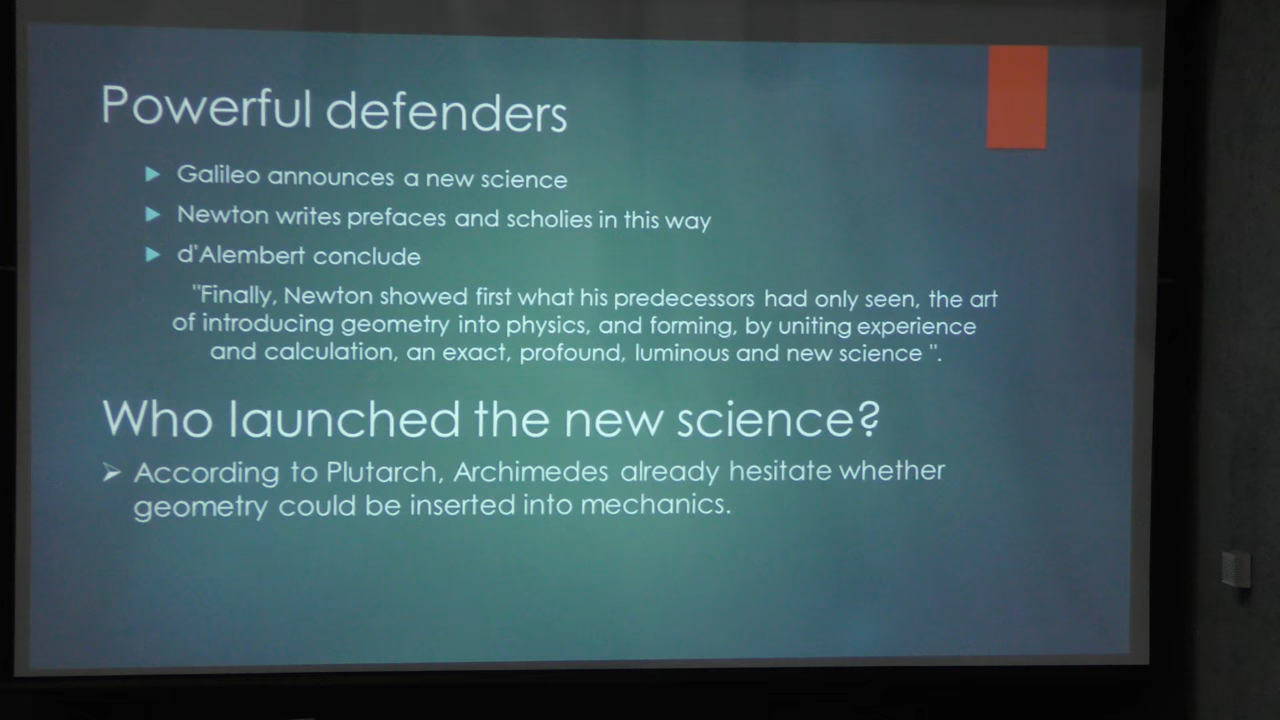 Powerful defenders
Galileo announces a new science
Newton writes prefaces and scholies in this way
d'Alembert conclude
"Finally, Newton showed first what his predecessors had only seen, the art
of introducing geometry into physics, and forming, by uniting experience
and calculation, an exact, profound, luminous and new science ".
Who launched the new science?
According to Plutarch, Archimedes already hesitate whether
geometry could be inserted into mechanics.